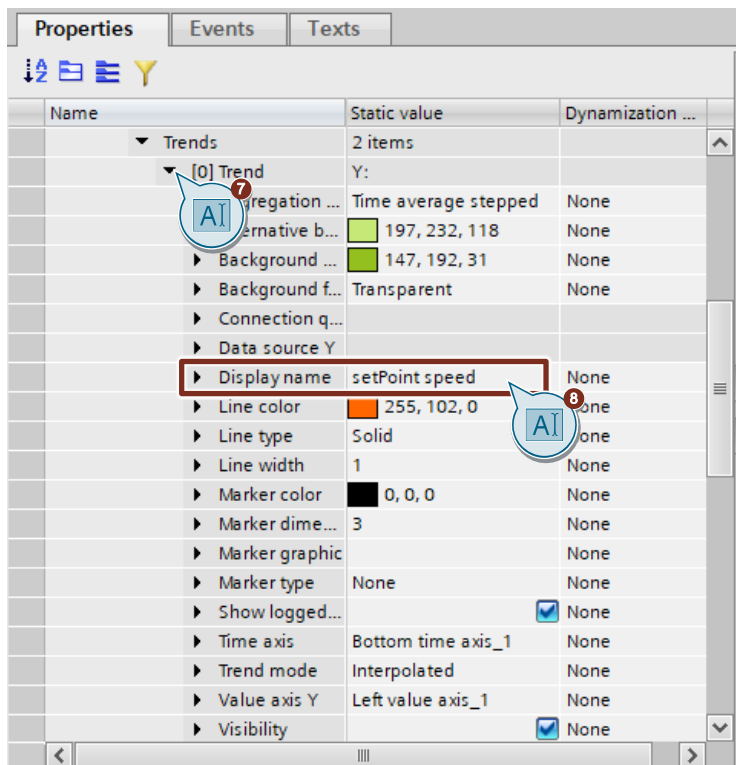 Properties Events Texts
Name Static value Dynamization ...
Trends 2 items
[0] Trend Y:
7
AI regation ... Time average stepped None
ernative b... 197, 232, 118 None
Background ... 147, 192, 31 None
Background f... Transparent None
Connection q...
Data source Y
Display name setPoint speed None
8
Line color 255, 102, 0 AI one
Line type Solid one
Line width 1 None
Marker color 0, 0, 0 None
Marker dime... 3 None
Marker graphic None
Marker type None None
Show logged... None
Time axis Bottom time axis_1 None
Trend mode Interpolated None
Value axis Y Left value axis_1 None
Visibility None